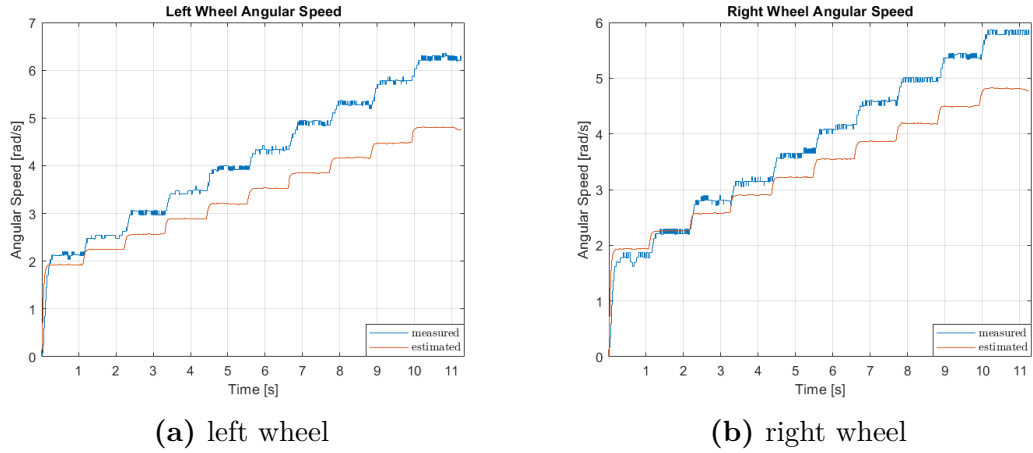 Left Wheel Angular Speed
7
6
5
4
3
2
1
0
Angular Speed [rad/s]
1 2 3 4 5 6 7 8 9 10 11
Time [s]
measured
estimated
(a) left wheel
Right Wheel Angular Speed
6
5
4
3
2
1
0
Angular Speed [rad/s]
1 2 3 4 5 6 7 8 9 10 11
Time [s]
measured
estimated
(b) right wheel